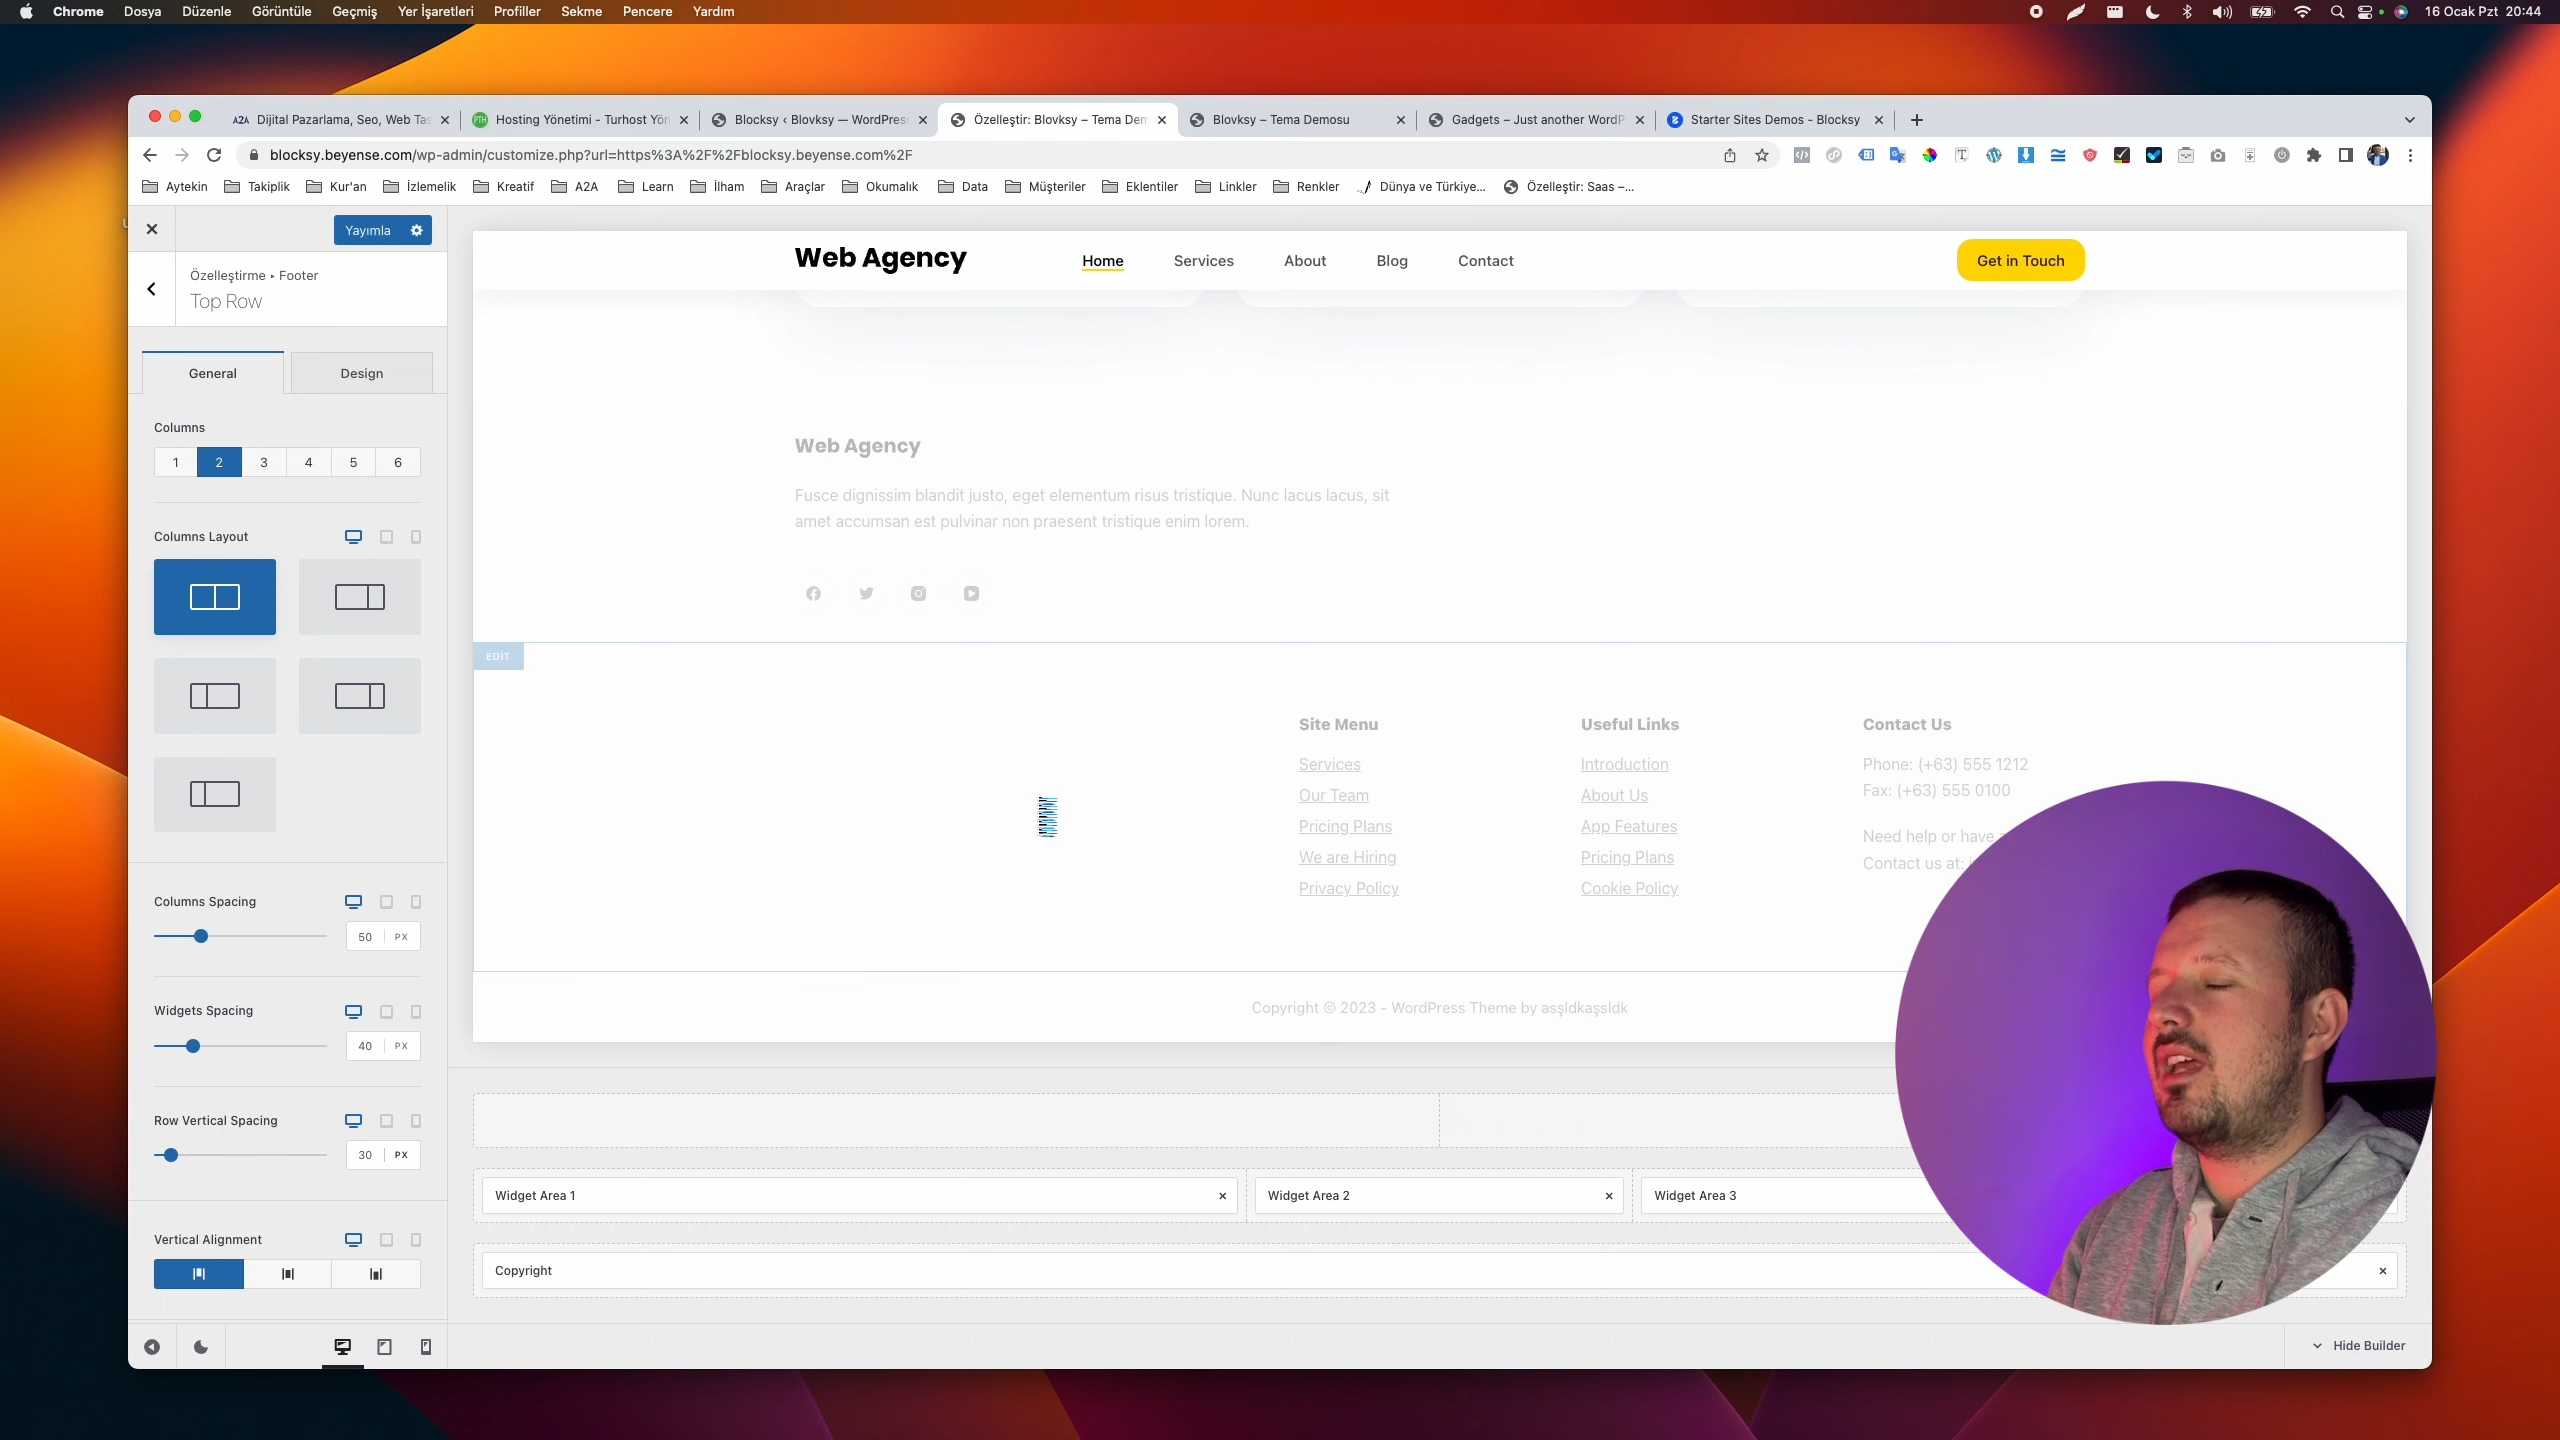 Chrome Dosya Düzenle Görüntüle Geçmiş Yer İşaretleri Profiller Sekme Pencere Yardım 16 Ocak Pzt 20:44
A2A Dijital Pazarlama, Seo, Web Tas PTH Hosting Yönetimi - Turhost Yön Blocksy ‹ Blovksy — WordPress Özelleştir: Blovksy – Tema Dem Blovksy – Tema Demosu Gadgets – Just another WordP Starter Sites Demos - Blocksy
blocksy.beyense.com/wp-admin/customize.php?url=https%3A%2F%2Fblocksy.beyense.com%2F
Aytekin Takiplik Kur'an İzlemelik Kreatif A2A Learn İlham Araçlar Okumalık Data Müşteriler Eklentiler Linkler Renkler Dünya ve Türkiye... Özelleştir: Saas –...
Yayımla
Özelleştirme ▸ Footer
Top Row
General Design
Columns
1 2 3 4 5 6
Columns Layout
Columns Spacing
50 PX
Widgets Spacing
40 PX
Row Vertical Spacing
30 PX
Vertical Alignment
Web Agency Home Services About Blog Contact Get in Touch
Web Agency
Fusce dignissim blandit justo, eget elementum risus tristique. Nunc lacus lacus, sit
amet accumsan est pulvinar non praesent tristique enim lorem.
EDİT
Site Menu
Services
Our Team
Pricing Plans
We are Hiring
Privacy Policy
Useful Links
Introduction
About Us
App Features
Pricing Plans
Cookie Policy
Contact Us
Phone: (+63) 555 1212
Fax: (+63) 555 0100
Need help or have
Contact us at:
Copyright © 2023 - WordPress Theme by asşldkaşsldk
Widget Area 1 Widget Area 2 Widget Area 3
Copyright
Hide Builder